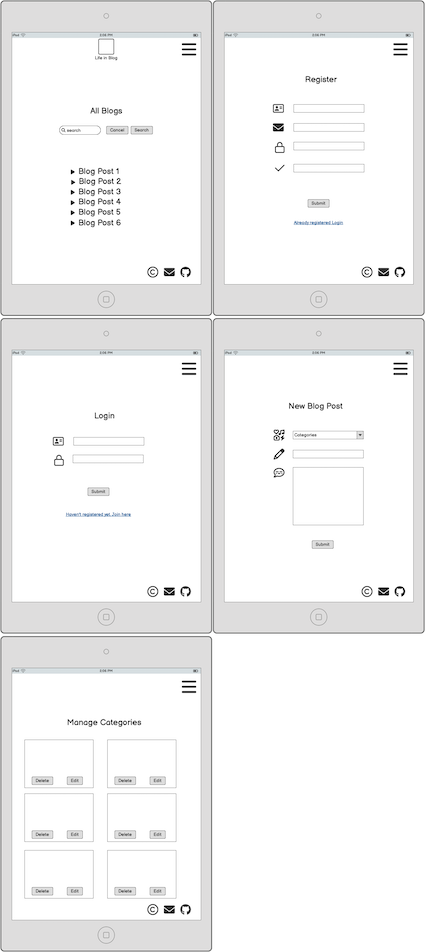 iPad 3:06 PM
Life in Blog
All Blogs
search Cancel Search
Blog Post 1
Blog Post 2
Blog Post 3
Blog Post 4
Blog Post 5
Blog Post 6
iPad 3:06 PM
Register
Submit
Already registered Login
iPad 3:06 PM
Login
Submit
Haven't registered yet, Join here
iPad 3:06 PM
New Blog Post
Categories
Submit
iPad 3:06 PM
Manage Categories
Delete Edit Delete Edit
Delete Edit Delete Edit
Delete Edit Delete Edit